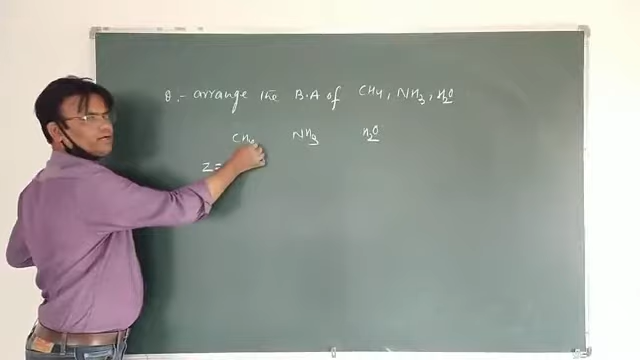 Q.- arrange the B.A of CH4, NH3, H2O
CH4 NH3 H2O
Z=